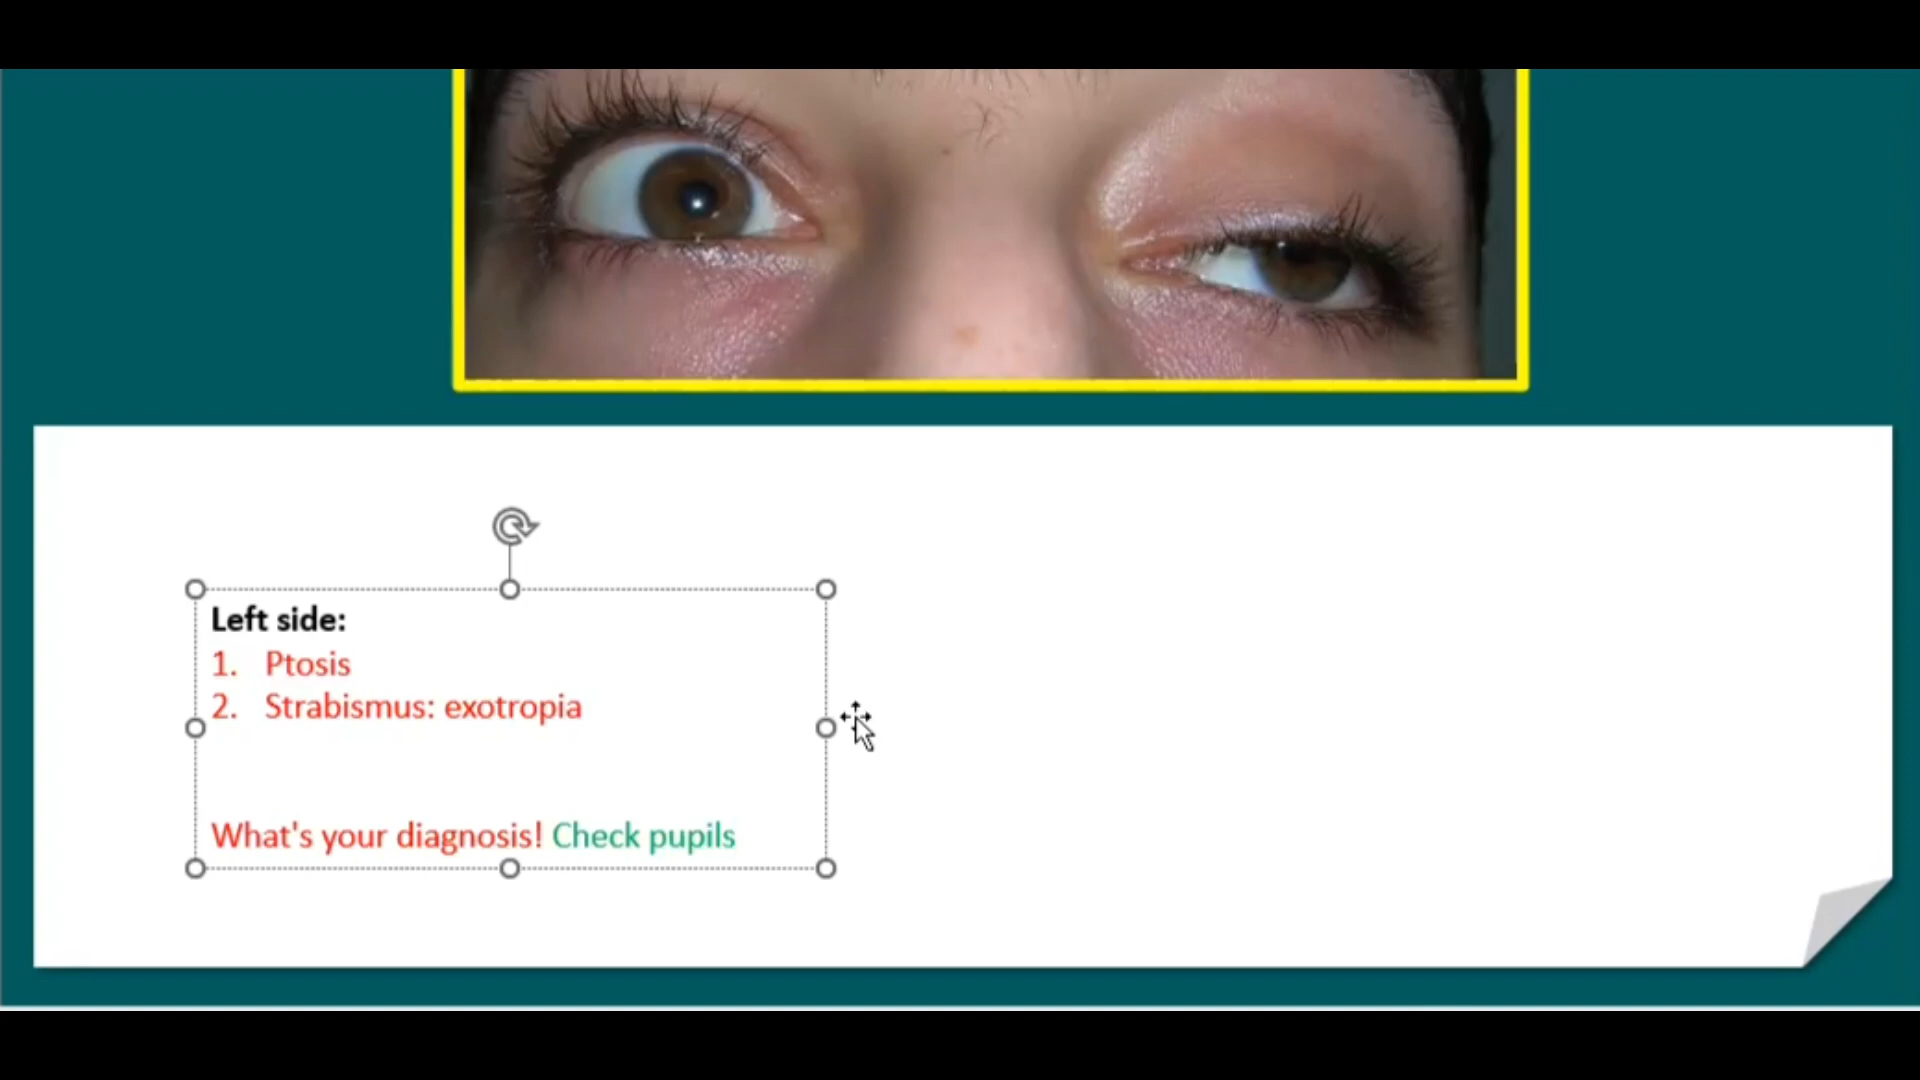 Left side:
1. Ptosis
2. Strabismus: exotropia
What's your diagnosis! Check pupils